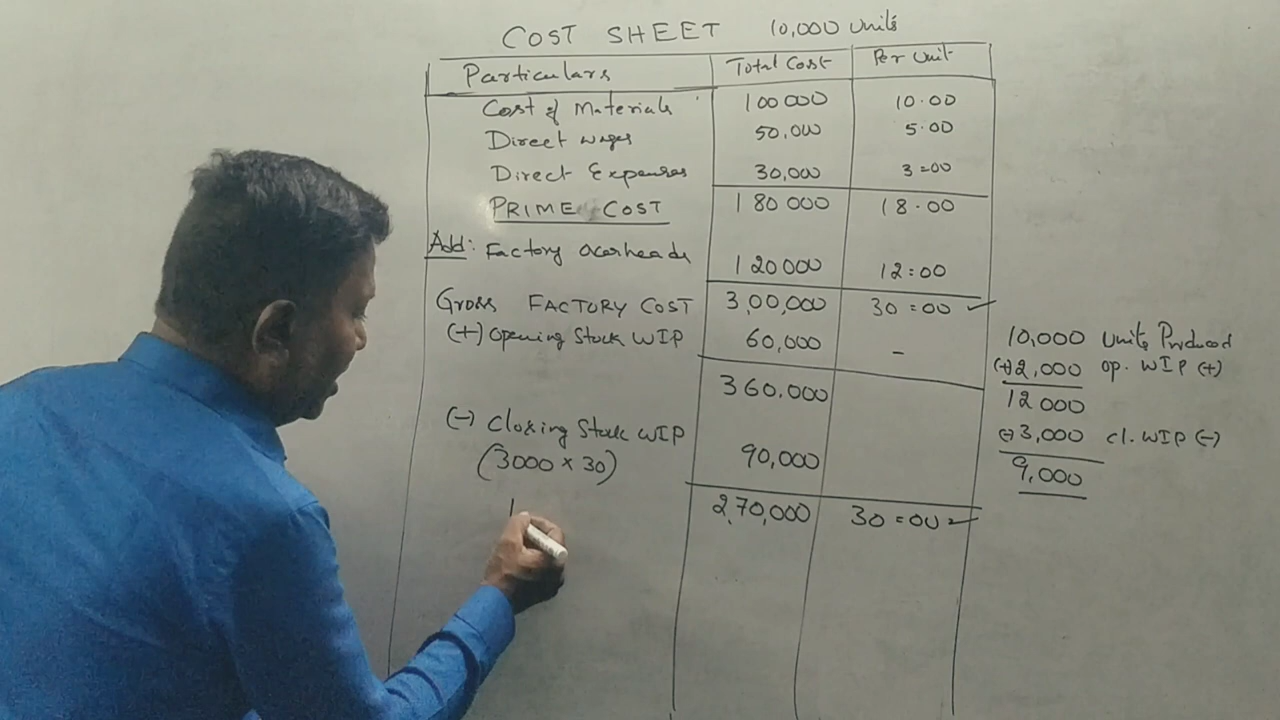 COST SHEET 10,000 Units
Particulars Total Cost Per Unit
Cost of Materials 100000 10.00
Direct wages 50,000 5.00
Direct Expenses 30,000 3=00
PRIME COST 180000 18.00
Add: Factory Overheads 120000 12=00
Gross FACTORY COST 3,00,000 30=00 ✓
(+) Opening Stock WIP 60,000 –
360,000
(-) Closing Stock WIP
(3000 × 30) 90,000
2,70,000 30=00 ✓
10,000 Units Produced
(+) 2,000 op. WIP (+)
12000
(-) 3,000 cl. WIP (-)
9,000